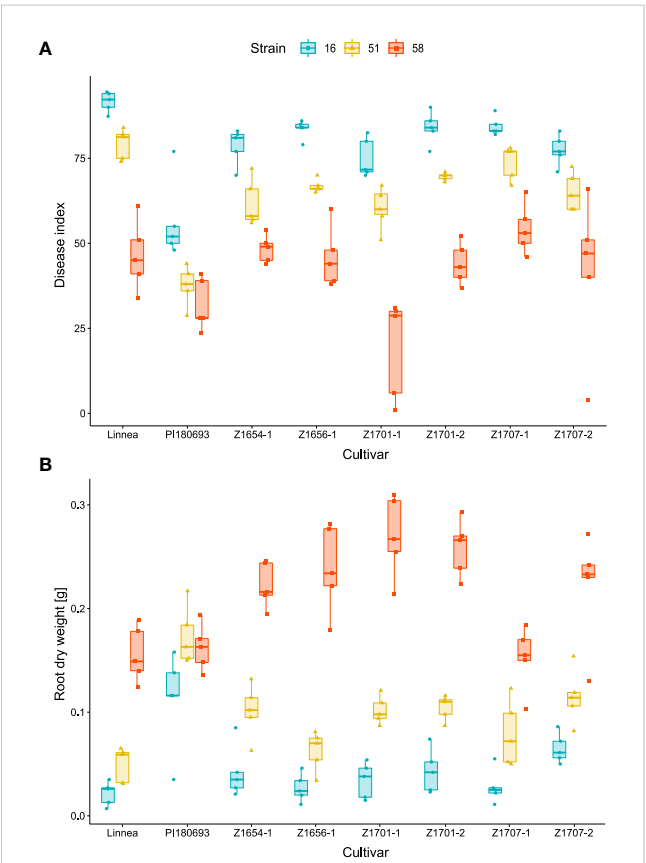 A
Strain 16 51 58
75
50
25
0
Disease index
Linnea PI180693 Z1654-1 Z1656-1 Z1701-1 Z1701-2 Z1707-1 Z1707-2
Cultivar
B
0.3
0.2
0.1
0.0
Root dry weight [g]
Linnea PI180693 Z1654-1 Z1656-1 Z1701-1 Z1701-2 Z1707-1 Z1707-2
Cultivar